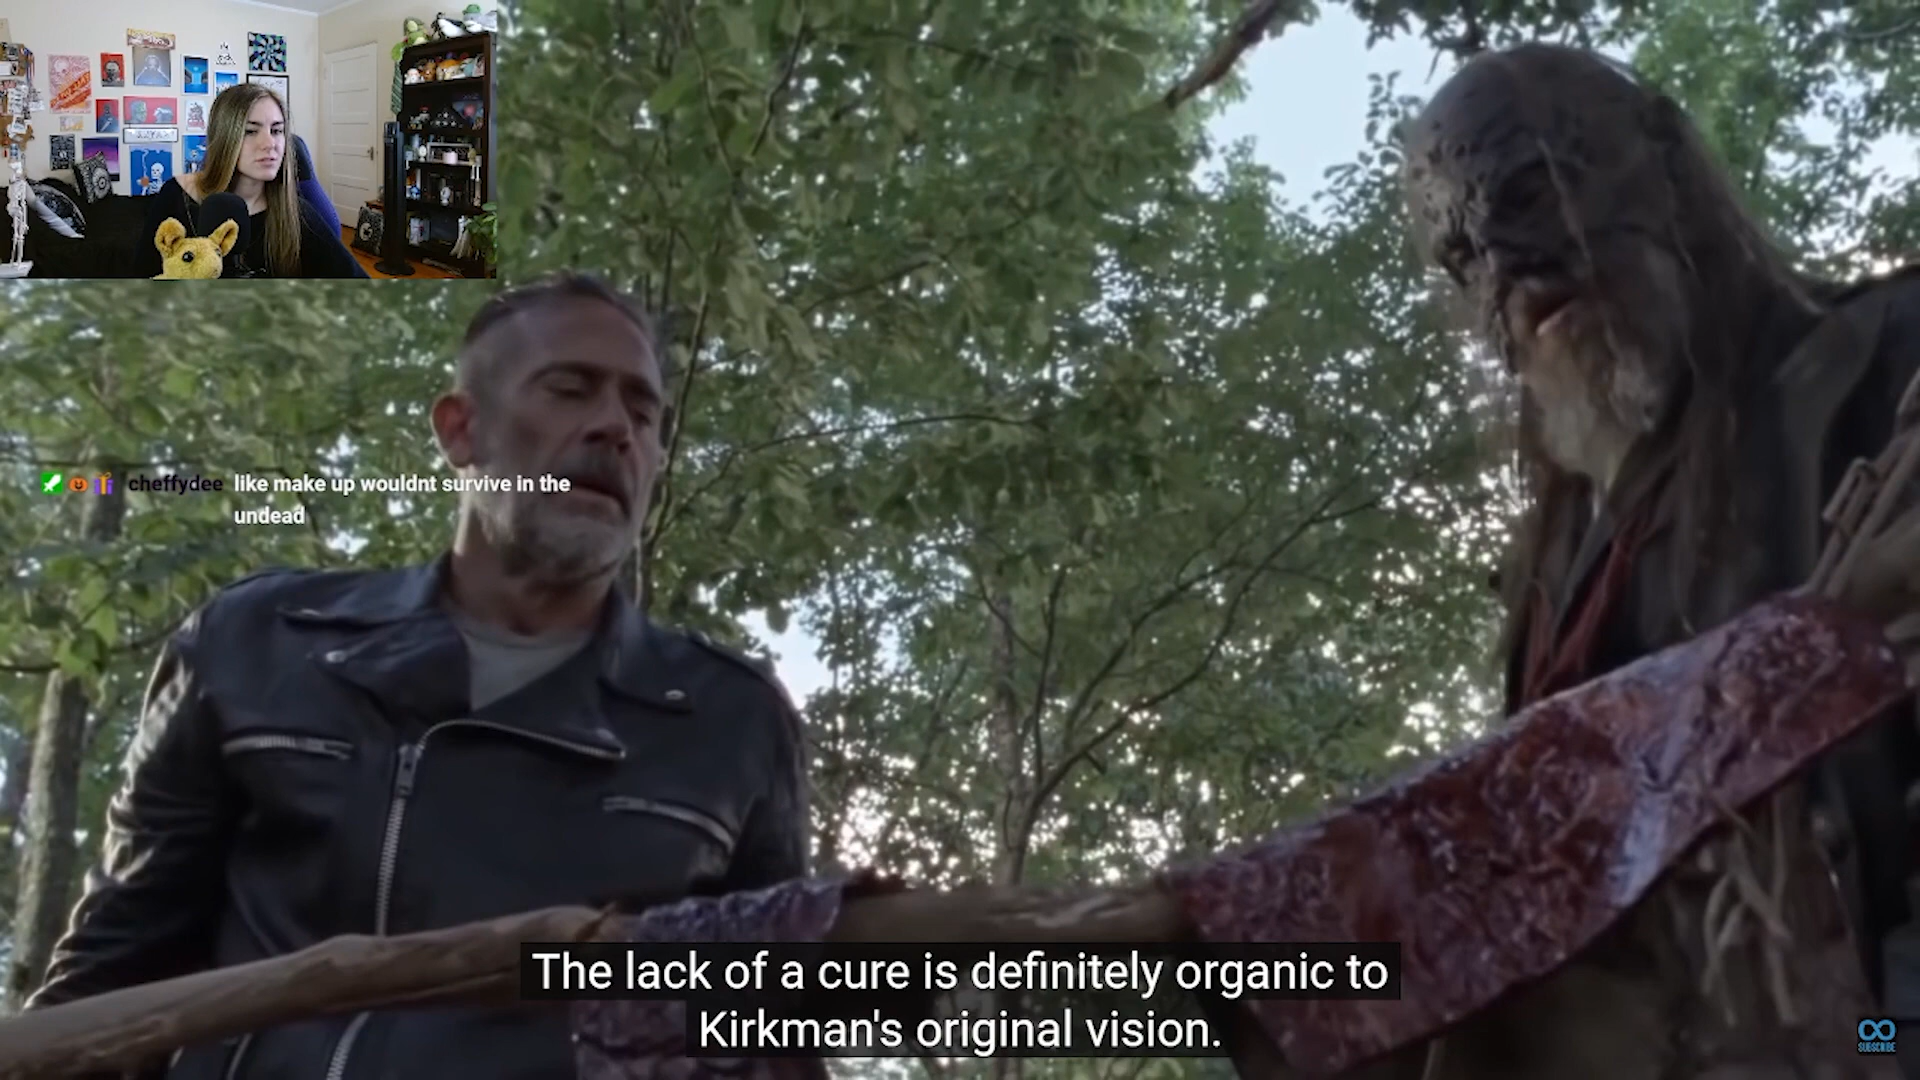 cheffydee like make up wouldnt survive in the
undead
The lack of a cure is definitely organic to
Kirkman's original vision.
SUBSCRIBE